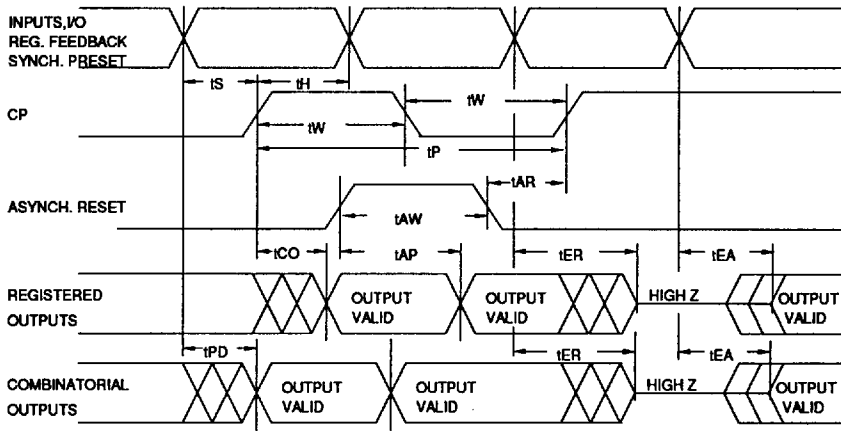 INPUTS,I/O
REG. FEEDBACK
SYNCH. PRESET
tS
tH
tW
CP
tW
tP
tAR
ASYNCH. RESET
tAW
tCO
tAP
tER
tEA
REGISTERED
OUTPUTS
OUTPUT
VALID
OUTPUT
VALID
HIGH Z
OUTPUT
VALID
tPD
tER
tEA
COMBINATORIAL
OUTPUTS
OUTPUT
VALID
OUTPUT
VALID
HIGH Z
OUTPUT
VALID